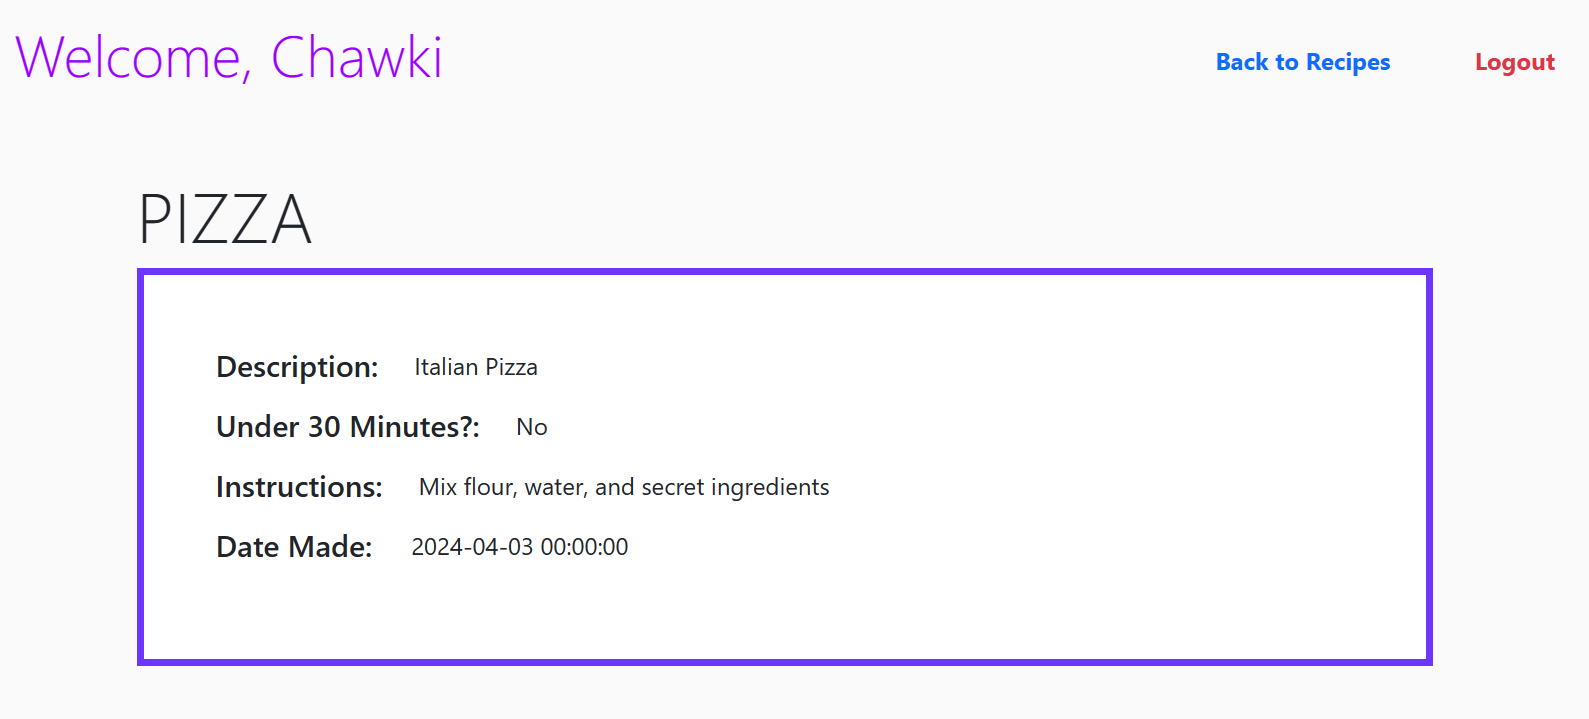 Welcome, Chawki
Back to Recipes
Logout
PIZZA
Description: Italian Pizza
Under 30 Minutes?: No
Instructions: Mix flour, water, and secret ingredients
Date Made: 2024-04-03 00:00:00